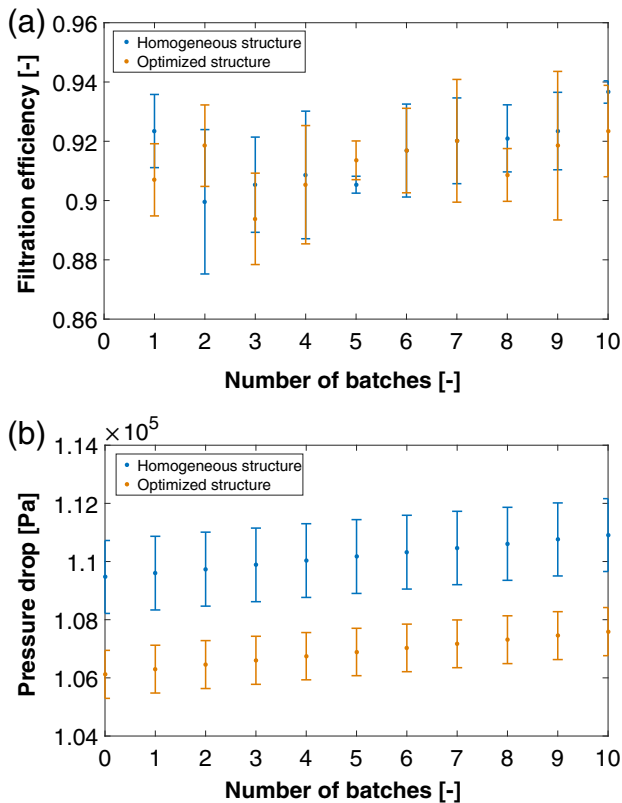 (a)
0.96
0.94
0.92
0.9
0.88
0.86
Filtration efficiency [-]
Homogeneous structure
Optimized structure
0 1 2 3 4 5 6 7 8 9 10
Number of batches [-]
(b)
×10⁵
1.14
1.12
1.1
1.08
1.06
1.04
Pressure drop [Pa]
Homogeneous structure
Optimized structure
0 1 2 3 4 5 6 7 8 9 10
Number of batches [-]